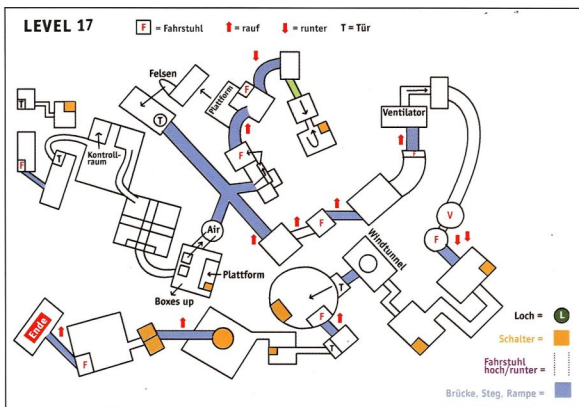 LEVEL 17
F = Fahrstuhl
= rauf
= runter
T = Tür
Felsen
Plattform
F
T
F
T
Ventilator
F
Kontroll-
raum
T
F
F
V
F
Air
Windtunnel
Plattform
Boxes up
T
F
T
Ende
F
Loch =
L
Schalter =
Fahrstuhl
hoch/runter =
Brücke, Steg, Rampe =